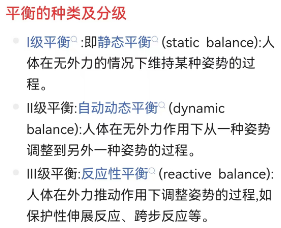 平衡的种类及分级
I级平衡:即静态平衡 (static balance):人
体在无外力的情况下维持某种姿势的过
程。
II级平衡:自动动态平衡 (dynamic
balance):人体在无外力作用下从一种姿势
调整到另外一种姿势的过程。
III级平衡:反应性平衡 (reactive balance):
人体在外力推动作用下调整姿势的过程,如
保护性伸展反应、跨步反应等。